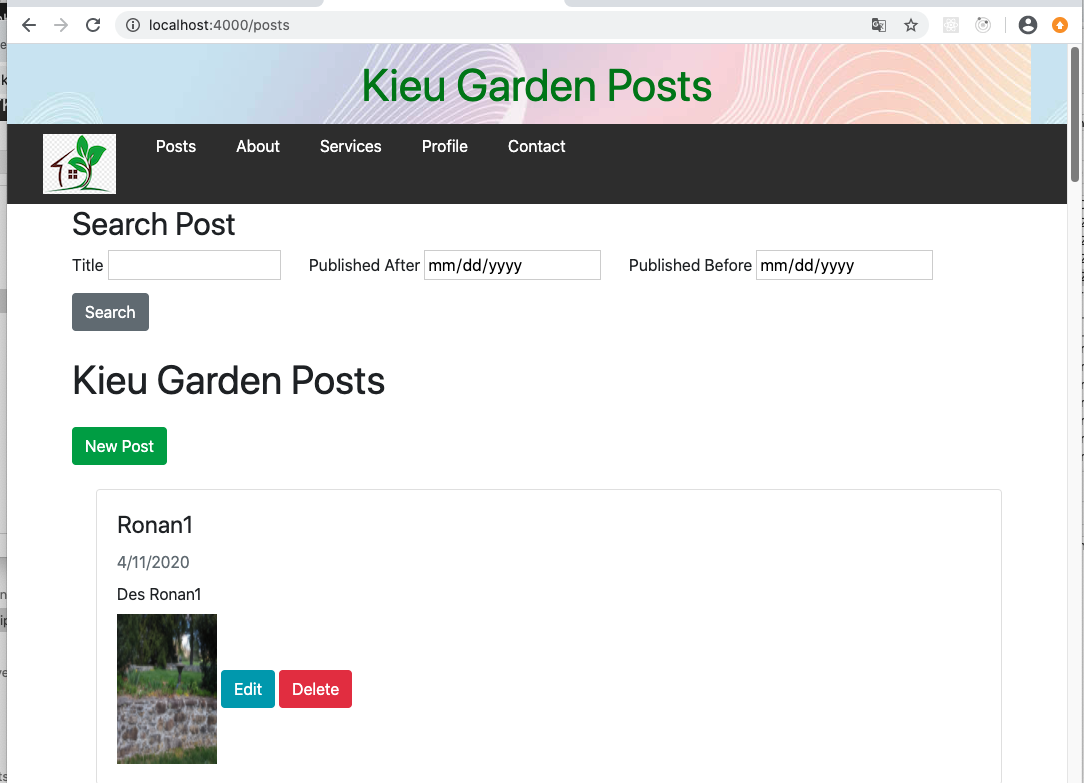 localhost:4000/posts
Kieu Garden Posts
Posts About Services Profile Contact
Search Post
Title Published After mm/dd/yyyy Published Before mm/dd/yyyy
Search
Kieu Garden Posts
New Post
Ronan1
4/11/2020
Des Ronan1
Edit Delete